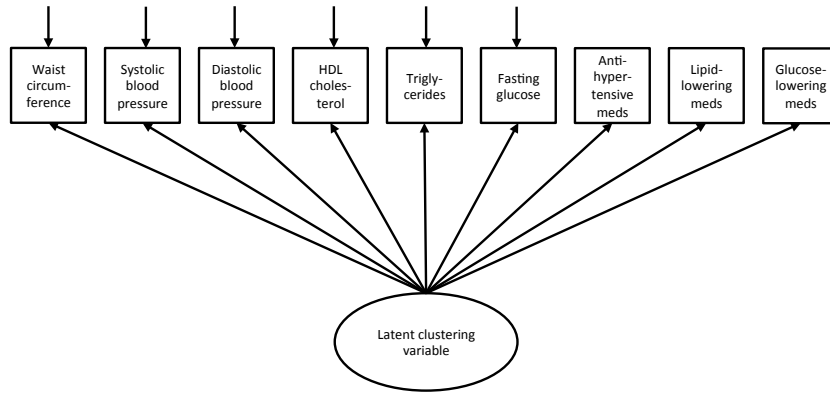 Waist
circum-
ference
Systolic
blood
pressure
Diastolic
blood
pressure
HDL
choles-
terol
Trigly-
cerides
Fasting
glucose
Anti-
hyper-
tensive
meds
Lipid-
lowering
meds
Glucose-
lowering
meds
Latent clustering
variable